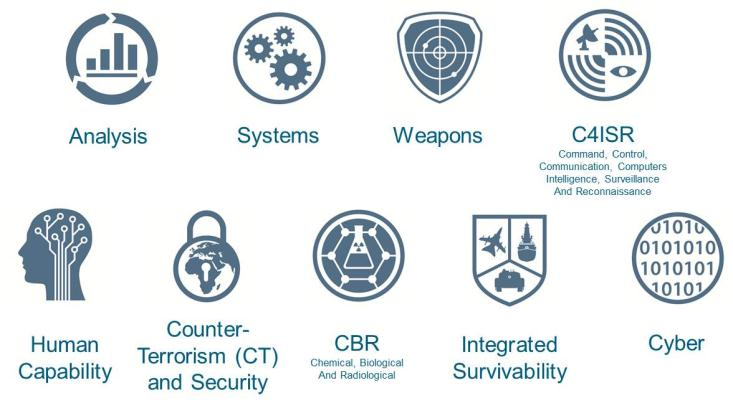 Analysis
Systems
Weapons
C4ISR
Command, Control,
Communication, Computers
Intelligence, Surveillance
And Reconnaissance
Human
Capability
Counter-
Terrorism (CT)
and Security
CBR
Chemical, Biological
And Radiological
Integrated
Survivability
01010
0101010
1010101
10101
Cyber